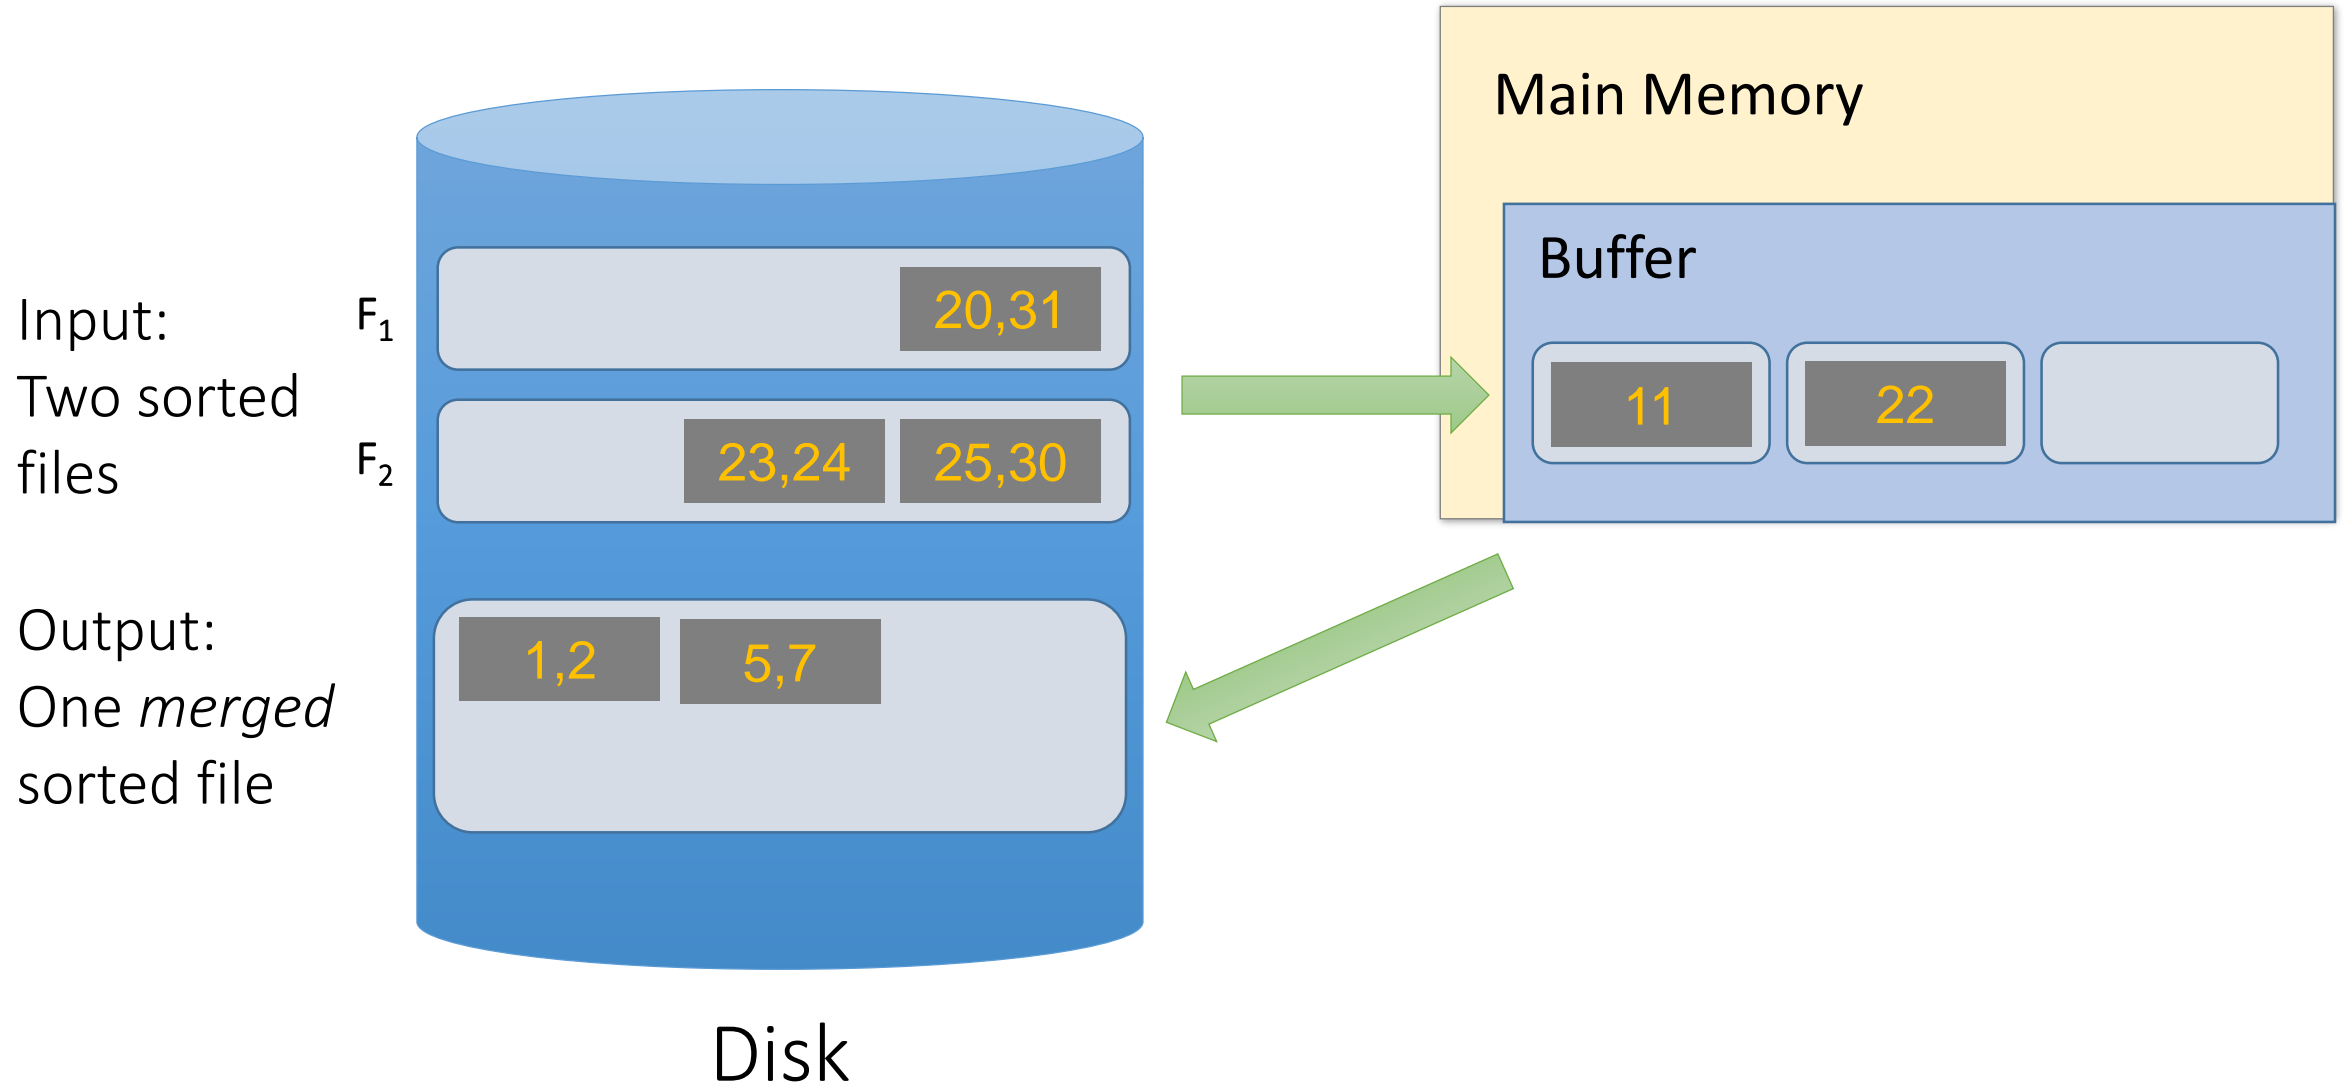 Main Memory
Buffer
11
22
Input:
Two sorted
files
F1
20,31
F2
23,24
25,30
Output:
One merged
sorted file
1,2
5,7
Disk